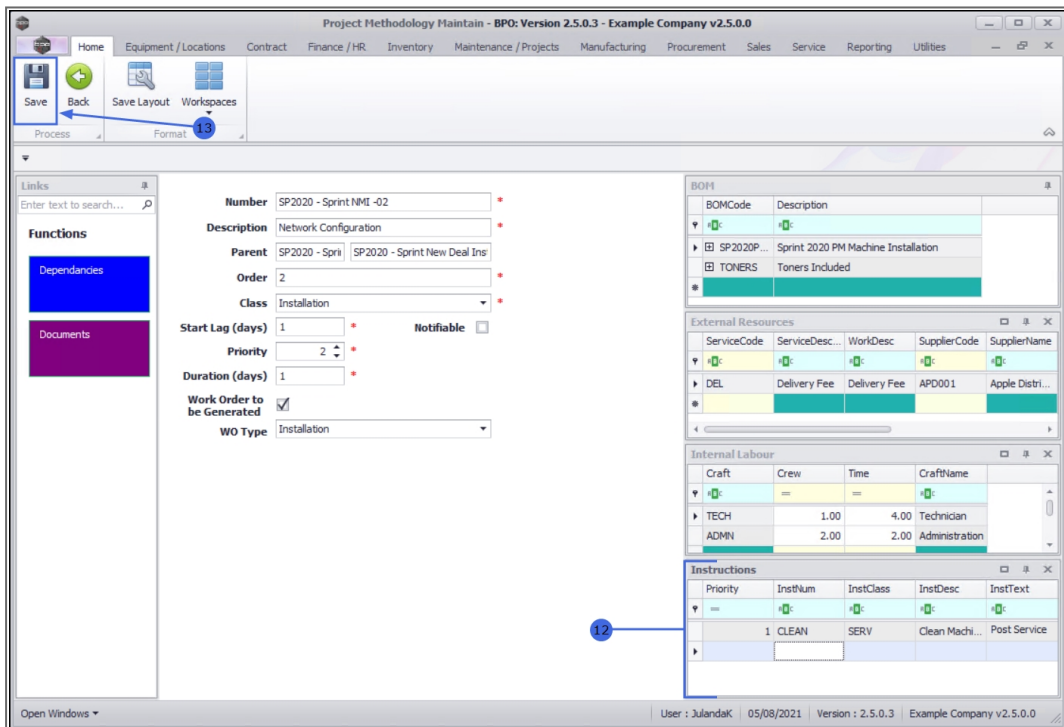 Project Methodology Maintain - BPO: Version 2.5.0.3 - Example Company v2.5.0.0
Home Equipment / Locations Contract Finance / HR Inventory Maintenance / Projects Manufacturing Procurement Sales Service Reporting Utilities
Save Back Save Layout Workspaces
Process Format
13
Links
Enter text to search...
Functions
Dependancies
Documents
Number SP2020 - Sprint NMI -02 *
Description Network Configuration *
Parent SP2020 - Spri SP2020 - Sprint New Deal Ins
Order 2 *
Class Installation *
Start Lag (days) 1 * Notifiable
Priority 2 *
Duration (days) 1 *
Work Order to
be Generated
WO Type Installation
BOM
BOMCode Description
SP2020P... Sprint 2020 PM Machine Installation
TONERS Toners Included
External Resources
ServiceCode ServiceDesc... WorkDesc SupplierCode SupplierName
DEL Delivery Fee Delivery Fee APD001 Apple Distri...
Internal Labour
Craft Crew Time CraftName
TECH 1.00 4.00 Technician
ADMN 2.00 2.00 Administration
Instructions
Priority InstNum InstClass InstDesc InstText
1 CLEAN SERV Clean Machi... Post Service
12
Open Windows User : JulandaK 05/08/2021 Version : 2.5.0.3 Example Company v2.5.0.0